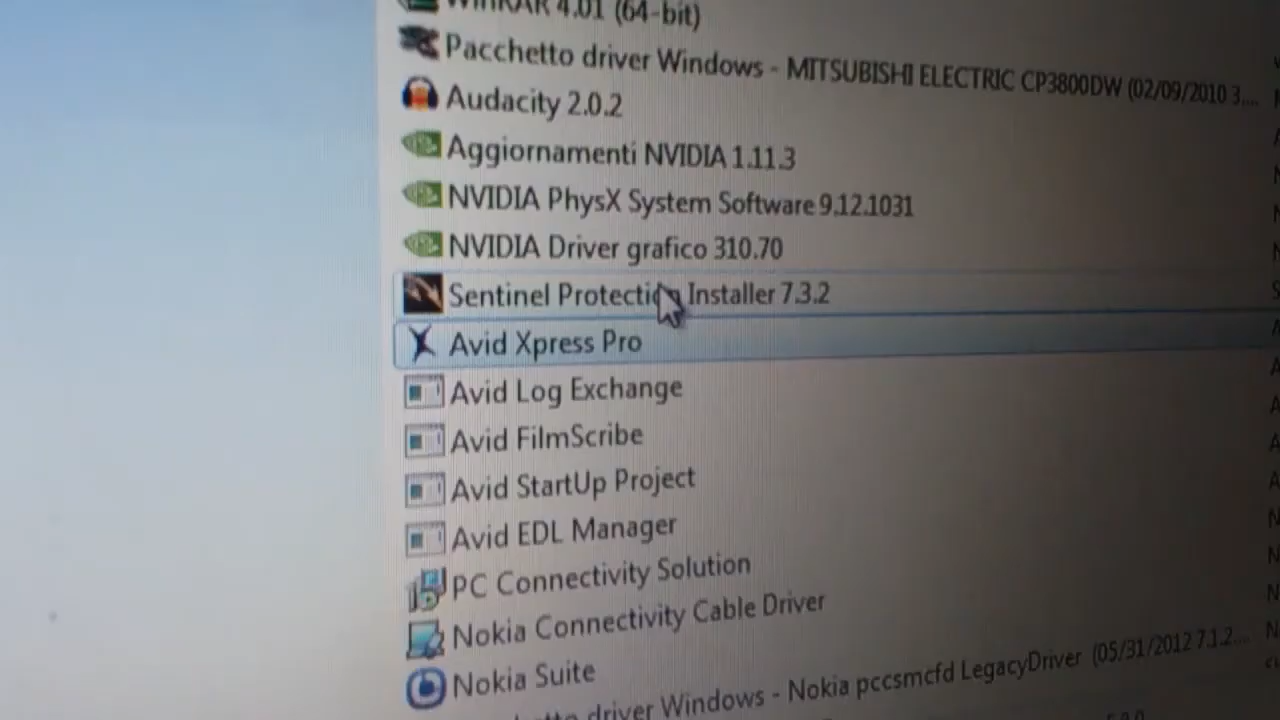 WinRAR 4.01 (64-bit)
Pacchetto driver Windows - MITSUBISHI ELECTRIC CP3800DW (02/09/2010 3....
Audacity 2.0.2
Aggiornamenti NVIDIA 1.11.3
NVIDIA PhysX System Software 9.12.1031
NVIDIA Driver grafico 310.70
Sentinel Protection Installer 7.3.2
Avid Xpress Pro
Avid Log Exchange
Avid FilmScribe
Avid StartUp Project
Avid EDL Manager
PC Connectivity Solution
Nokia Connectivity Cable Driver
Nokia Suite
driver Windows - Nokia pccsmcfd LegacyDriver (05/31/2012 7.1.2....